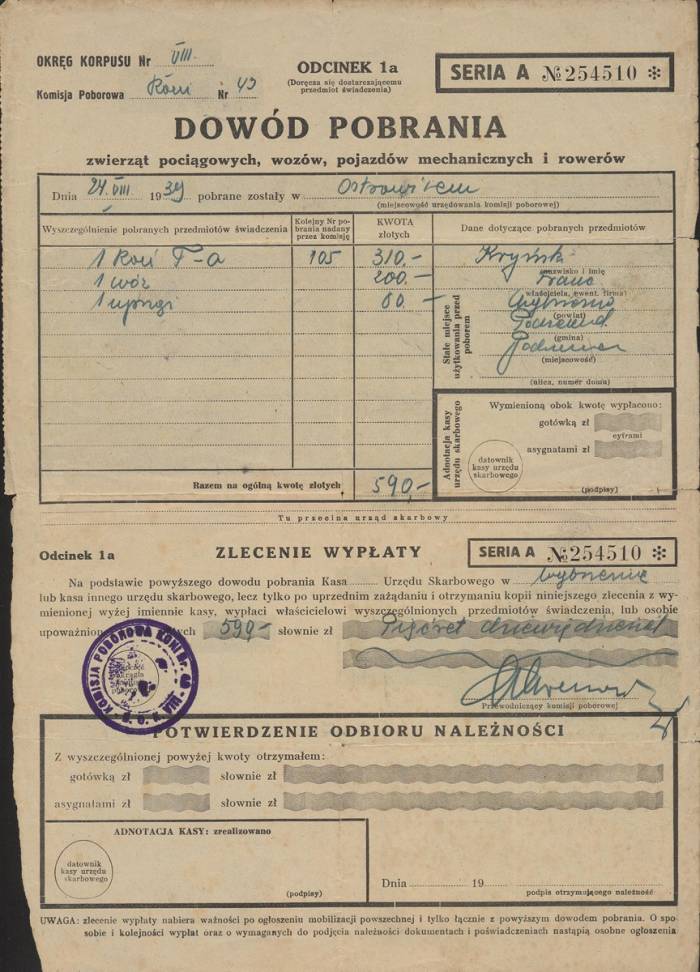 OKRĘG KORPUSU Nr VIII.
Komisja Poborowa Koni Nr 43
ODCINEK 1a
(Doręcza się dostarczającemu
przedmiot świadczenia)
SERIA A №254510 ✻
DOWÓD POBRANIA
zwierząt pociągowych, wozów, pojazdów mechanicznych i rowerów
Dnia 24.VIII. 1939 pobrane zostały w
(miejscowość urzędowania komisji poborowej)
Wyszczególnienie pobranych przedmiotów świadczenia
Kolejny Nr po-
brania nadany
przez komisję
KWOTA
złotych
Dane dotyczące pobranych przedmiotów
1 koń T-a 105 310.-
1 wóz 200.-
1 80.-
(nazwisko i imię
właściciela, ewent. firma)
(powiat)
(gmina)
(miejscowość)
(ulica, numer domu)
Stałe miejsce
użytkowania przed
poborem
Adnotacja kasy
urzędu skarbowego
Wymienioną obok kwotę wypłacono:
gotówką zł
cyframi
asygnatami zł
datownik
kasy urzędu
skarbowego
(podpisy)
Razem na ogólną kwotę złotych 590,-
Tu przecina urząd skarbowy
Odcinek 1a
ZLECENIE WYPŁATY
SERIA A №254510 ✻
Na podstawie powyższego dowodu pobrania Kasa Urzędu Skarbowego w
lub kasa innego urzędu skarbowego, lecz tylko po uprzednim zażądaniu i otrzymaniu kopii niniejszego zlecenia z wy-
mienionej wyżej imiennie kasy, wypłaci właścicielowi wyszczególnionych przedmiotów świadczenia, lub osobie
590,- słownie zł Pięćset dziewięćdziesiąt
Przewodniczący komisji poborowej
KOMISJA POBOROWA KONI Nr
POTWIERDZENIE ODBIORU NALEŻNOŚCI
Z wyszczególnionej powyżej kwoty otrzymałem:
gotówką zł słownie zł
asygnatami zł słownie zł
ADNOTACJA KASY: zrealizowano
datownik
kasy urzędu
skarbowego
(podpisy)
Dnia 19
podpis otrzymującego należność
UWAGA: zlecenie wypłaty nabiera ważności po ogłoszeniu mobilizacji powszechnej i tylko łącznie z powyższym dowodem pobrania. O spo-
sobie i kolejności wypłat oraz o wymaganych do podjęcia należności dokumentach i poświadczeniach nastąpią osobne ogłoszenia